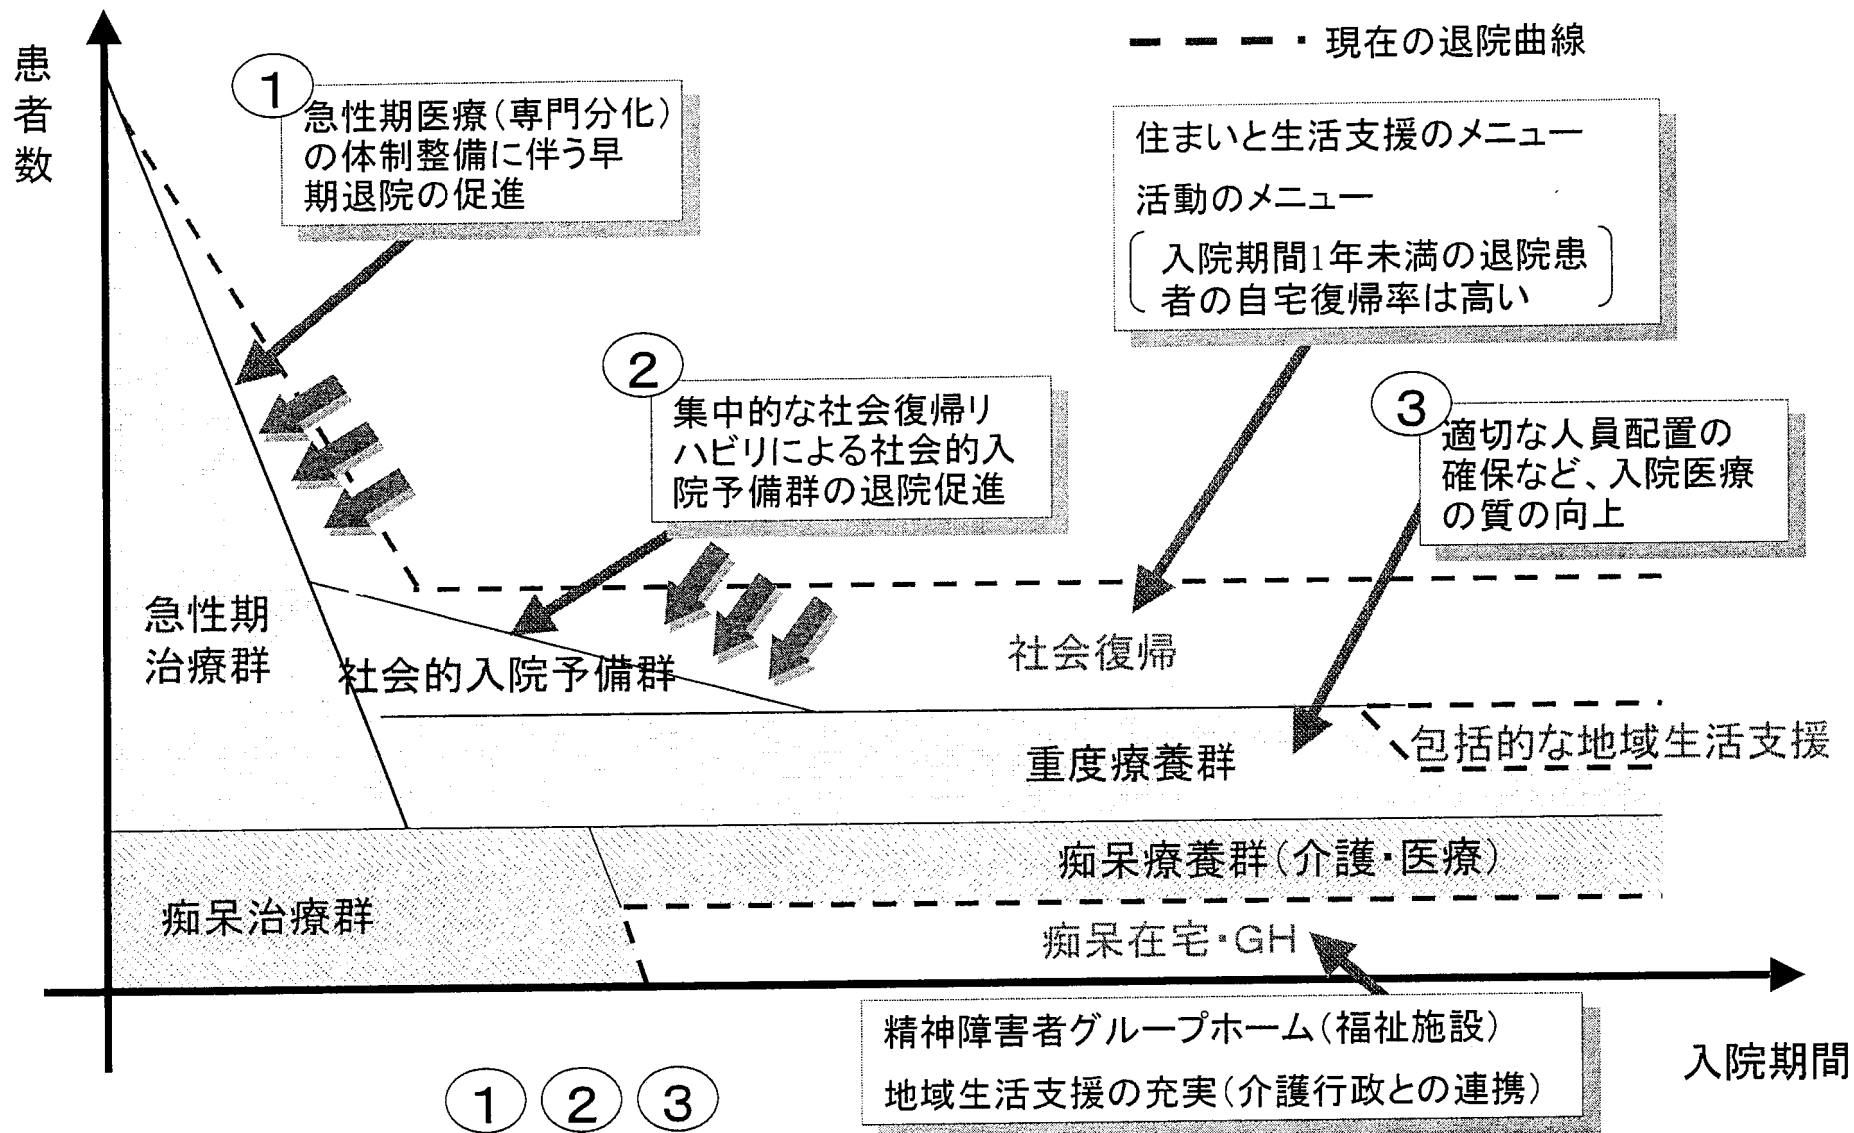 患者数
現在の退院曲線
①
急性期医療(専門分化)
の体制整備に伴う早
期退院の促進
住まいと生活支援のメニュー
活動のメニュー
入院期間1年未満の退院患
者の自宅復帰率は高い
②
集中的な社会復帰リ
ハビリによる社会的入
院予備群の退院促進
③
適切な人員配置の
確保など、入院医療
の質の向上
急性期
治療群
社会的入院予備群
社会復帰
重度療養群
包括的な地域生活支援
痴呆療養群(介護・医療)
痴呆治療群
痴呆在宅・GH
精神障害者グループホーム(福祉施設)
地域生活支援の充実(介護行政との連携)
入院期間
① ② ③